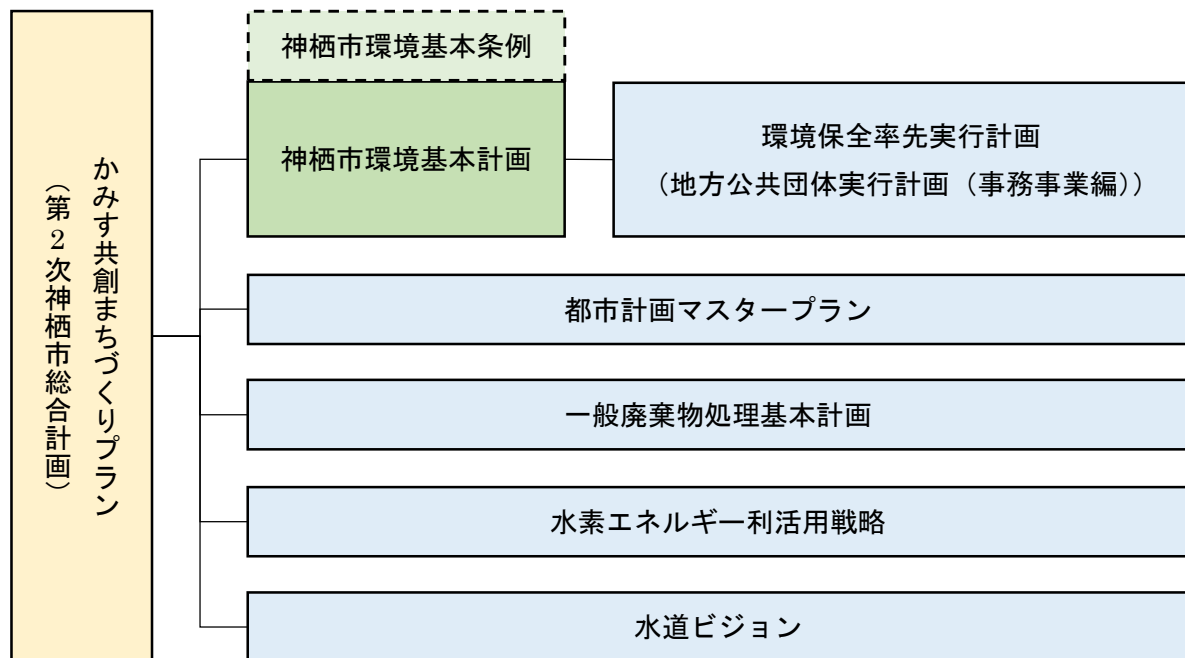 かみす共創まちづくりプラン
（第２次神栖市総合計画）
神栖市環境基本条例
神栖市環境基本計画
環境保全率先実行計画
（地方公共団体実行計画（事務事業編））
都市計画マスタープラン
一般廃棄物処理基本計画
水素エネルギー利活用戦略
水道ビジョン